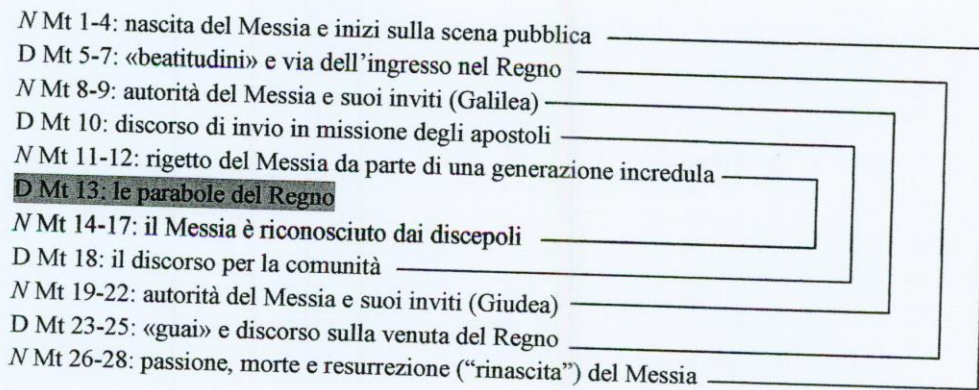 N Mt 1-4: nascita del Messia e inizi sulla scena pubblica
D Mt 5-7: «beatitudini» e via dell'ingresso nel Regno
N Mt 8-9: autorità del Messia e suoi inviti (Galilea)
D Mt 10: discorso di invio in missione degli apostoli
N Mt 11-12: rigetto del Messia da parte di una generazione incredula
D Mt 13: le parabole del Regno
N Mt 14-17: il Messia è riconosciuto dai discepoli
D Mt 18: il discorso per la comunità
N Mt 19-22: autorità del Messia e suoi inviti (Giudea)
D Mt 23-25: «guai» e discorso sulla venuta del Regno
N Mt 26-28: passione, morte e resurrezione ("rinascita") del Messia